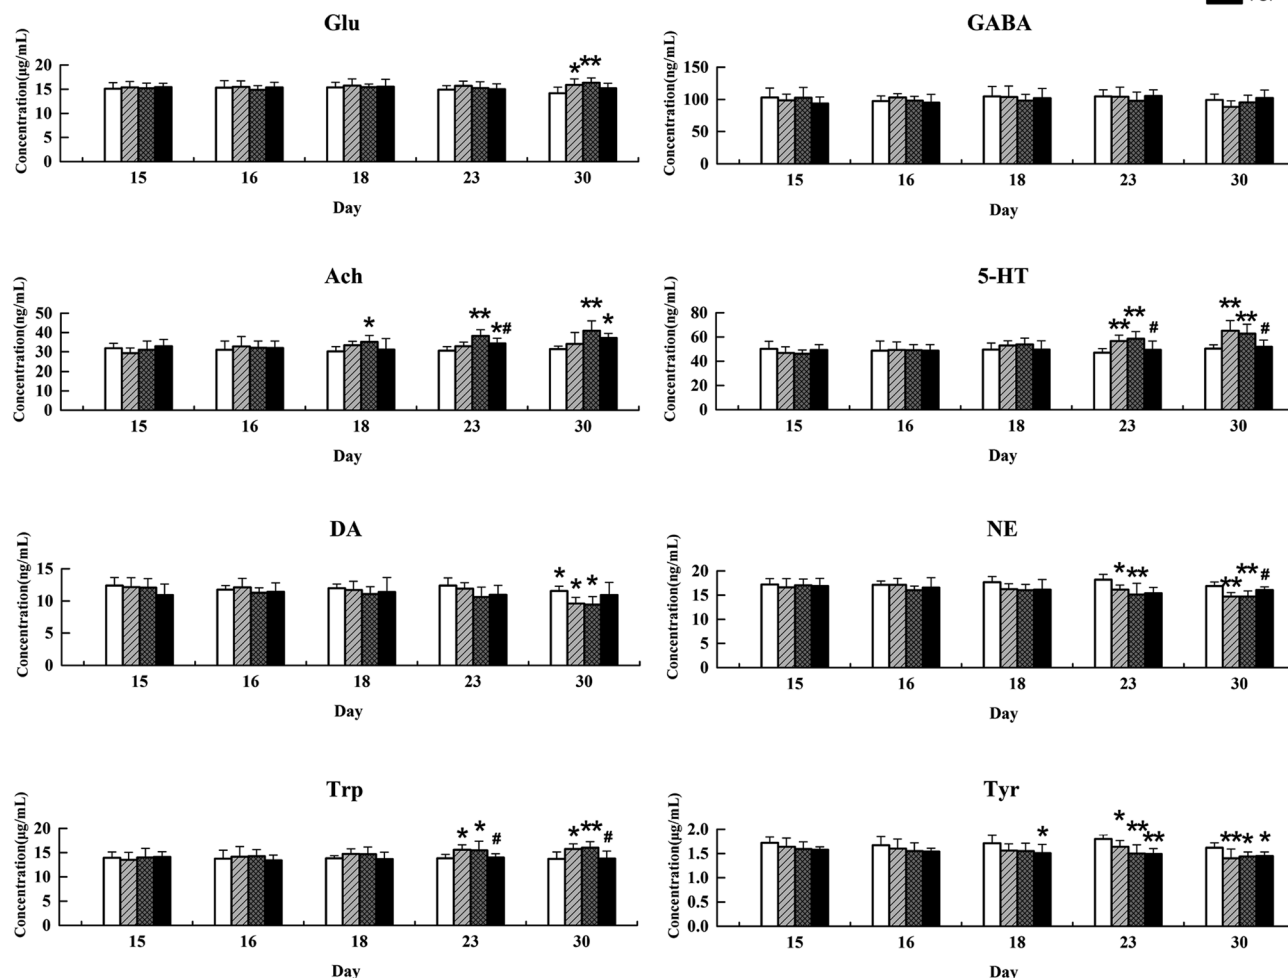 Glu
Concentration(μg/mL)
20
15
10
5
0
* **
15 16 18 23 30
Day
GABA
Concentration(ng/mL)
150
100
50
0
15 16 18 23 30
Day
Ach
Concentration(ng/mL)
50
40
30
20
10
0
* ** *# ** *
15 16 18 23 30
Day
5-HT
Concentration(ng/mL)
80
60
40
20
0
** ** # ** ** #
15 16 18 23 30
Day
DA
Concentration(ng/mL)
15
10
5
0
* * *
15 16 18 23 30
Day
NE
Concentration(ng/mL)
20
15
10
5
0
* ** ** ** #
15 16 18 23 30
Day
Trp
Concentration(μg/mL)
20
15
10
5
0
* * # * ** #
15 16 18 23 30
Day
Tyr
Concentration(μg/mL)
2.0
1.5
1.0
0.5
0.0
* * ** ** ** * *
15 16 18 23 30
Day